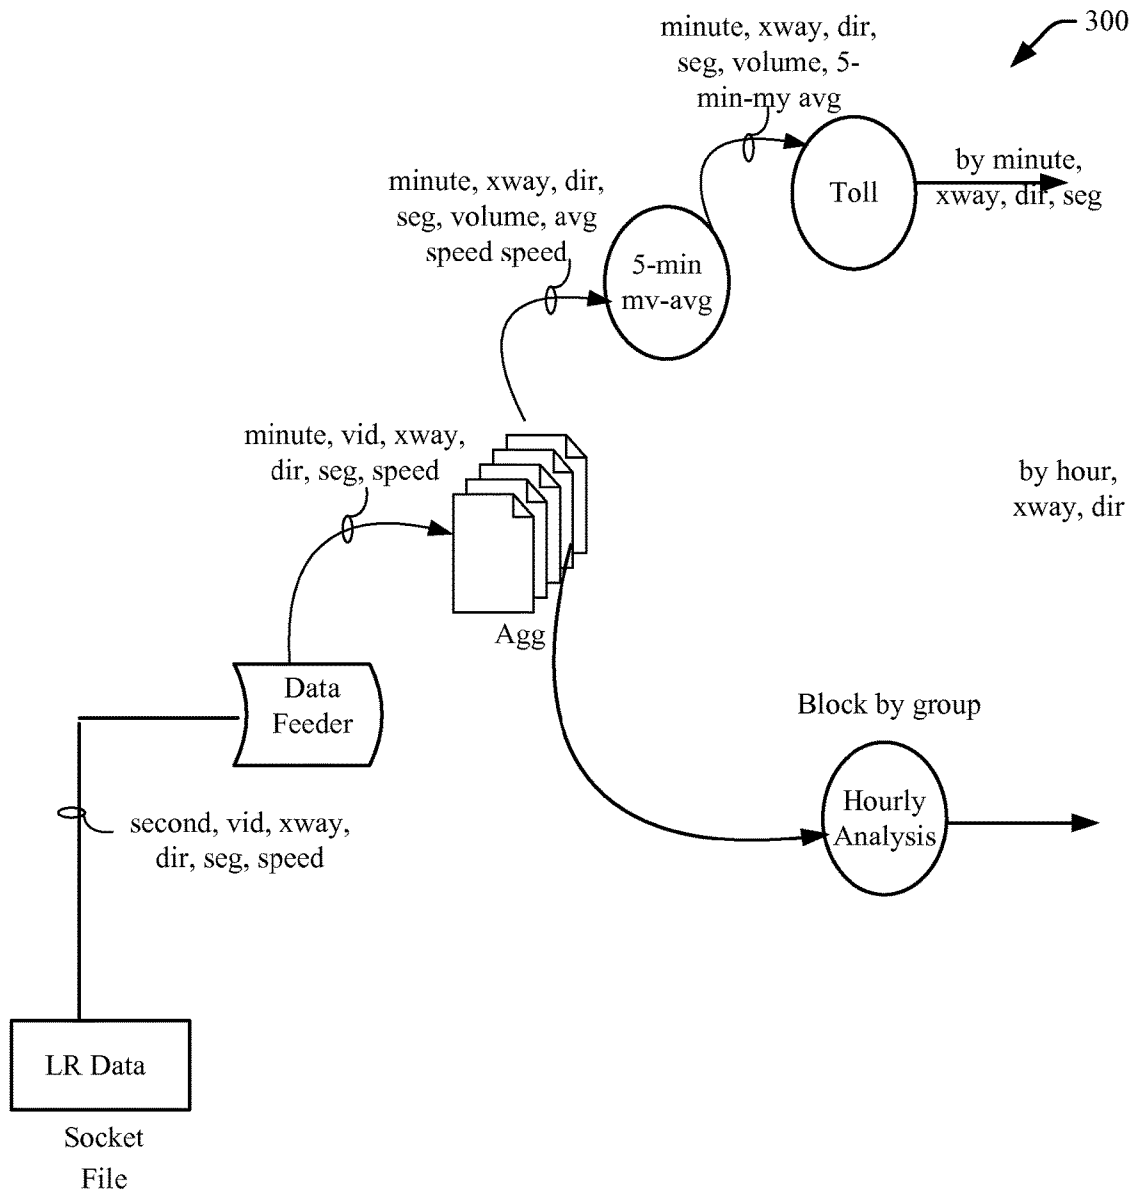 300
minute, xway, dir,
seg, volume, 5-
min-my avg
Toll
by minute,
xway, dir, seg
minute, xway, dir,
seg, volume, avg
speed speed
5-min
mv-avg
minute, vid, xway,
dir, seg, speed
by hour,
xway, dir
Agg
Data
Feeder
Block by group
Hourly
Analysis
second, vid, xway,
dir, seg, speed
LR Data
Socket
File